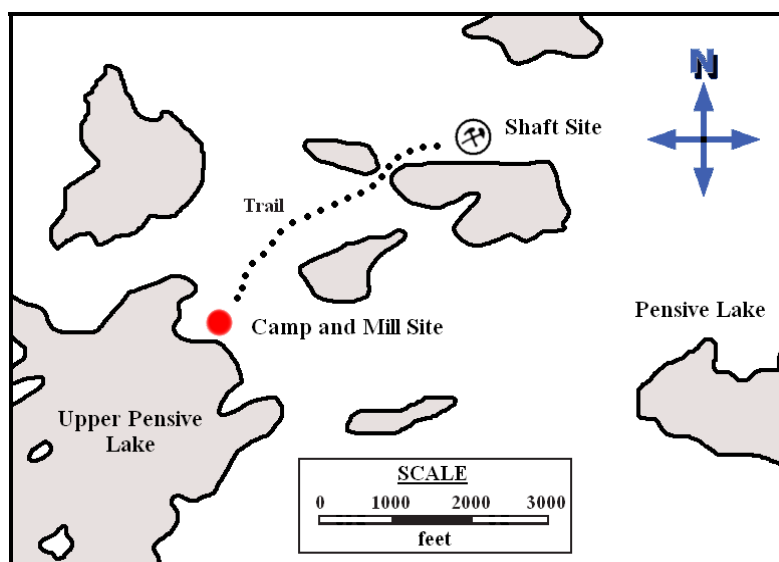 N
Shaft Site
Trail
Pensive Lake
Camp and Mill Site
Upper Pensive
Lake
SCALE
0 1000 2000 3000
feet